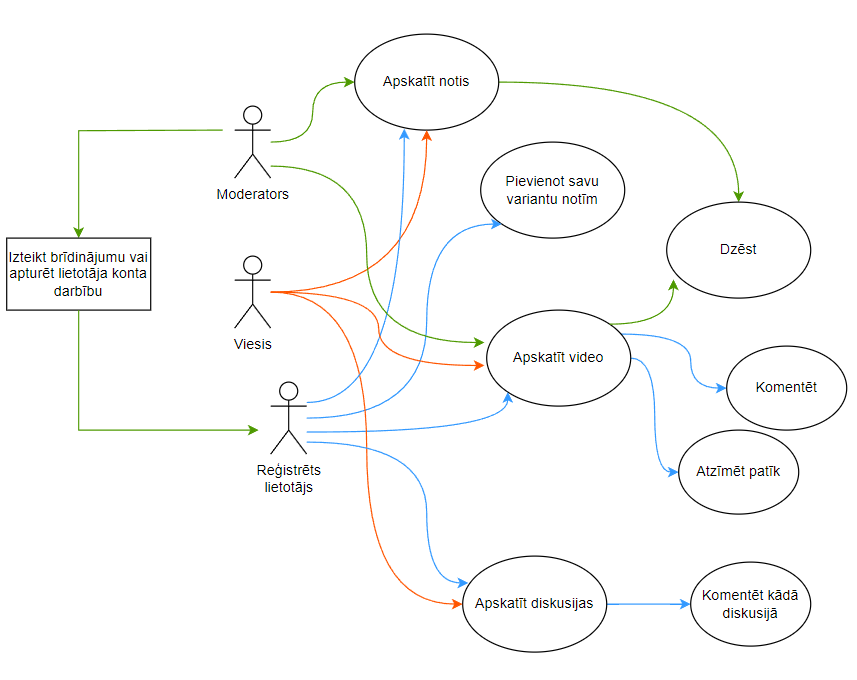 Apskatīt notis
Pievienot savu
variantu notīm
Moderators
Dzēst
Izteikt brīdinājumu vai
apturēt lietotāja konta
darbību
Viesis
Apskatīt video
Komentēt
Reģistrēts
lietotājs
Atzīmēt patīk
Apskatīt diskusijas
Komentēt kādā
diskusijā